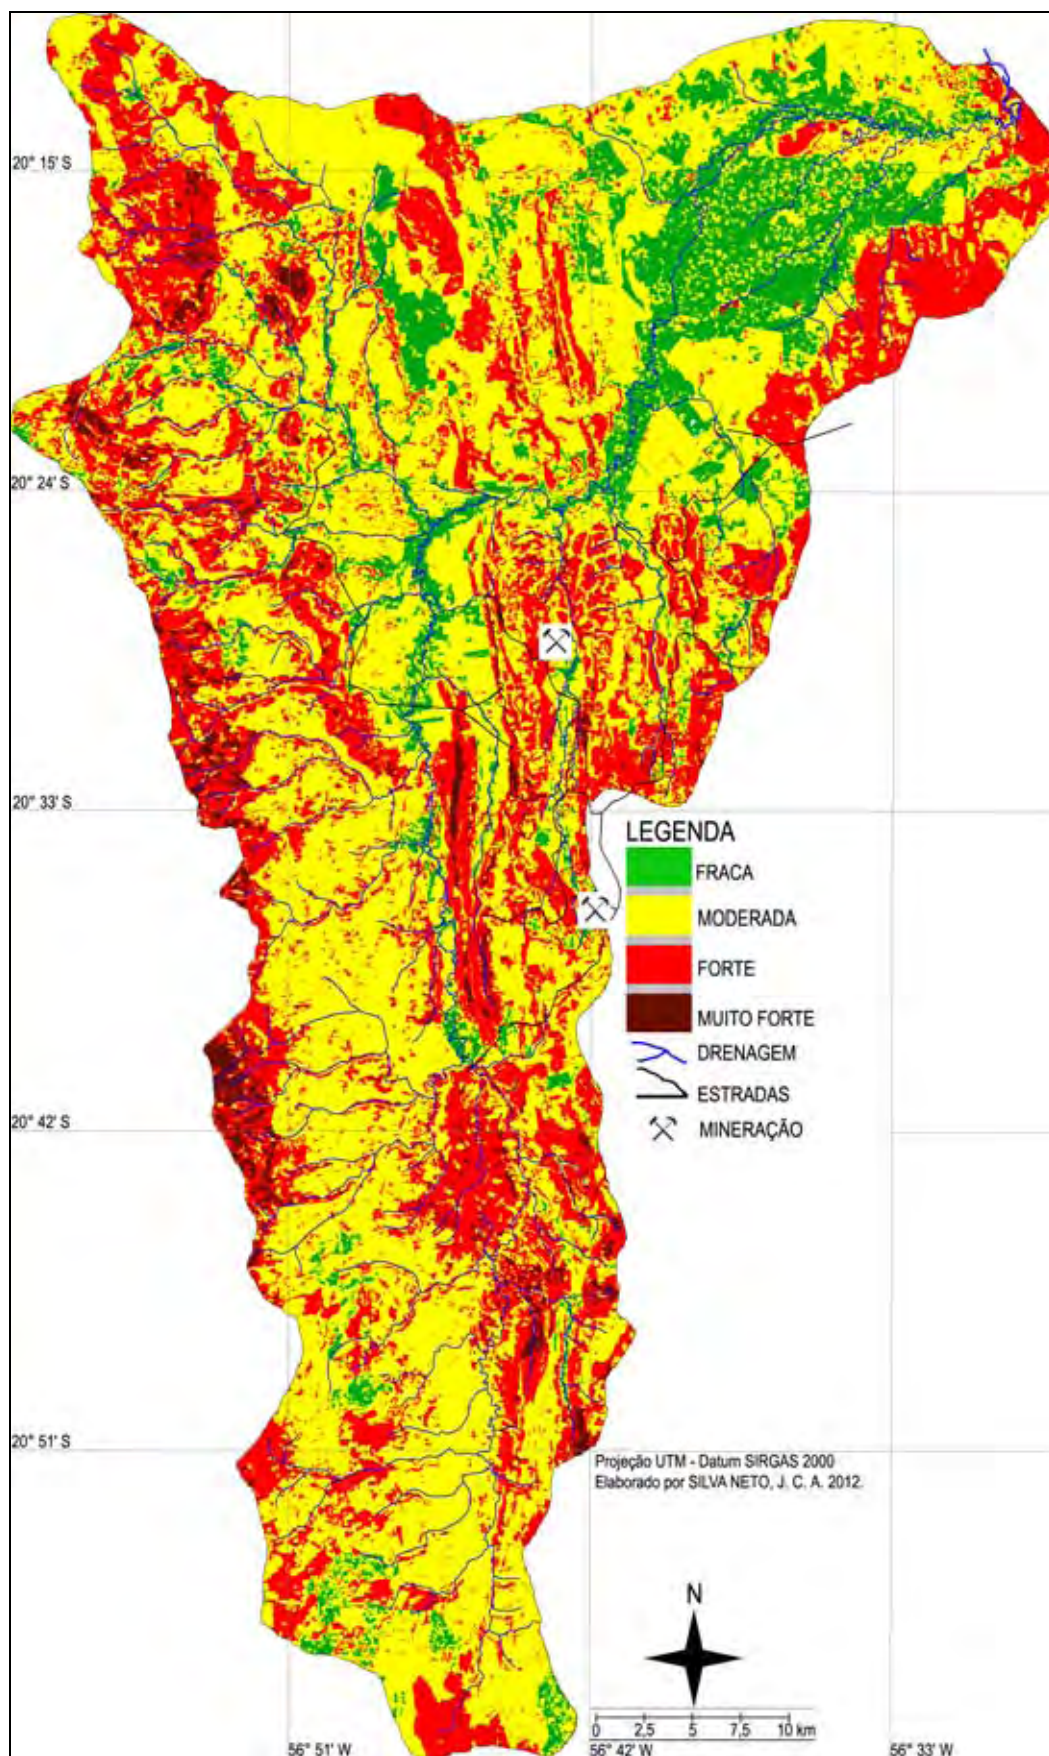 20° 15' S
20° 24' S
20° 33' S
LEGENDA
FRACA
MODERADA
FORTE
MUITO FORTE
DRENAGEM
ESTRADAS
MINERAÇÃO
20° 42' S
20° 51' S
Projeção UTM - Datum SIRGAS 2000
Elaborado por SILVA NETO, J. C. A. 2012.
N
0 2,5 5 7,5 10 km
56° 51' W 56° 42' W 56° 33' W